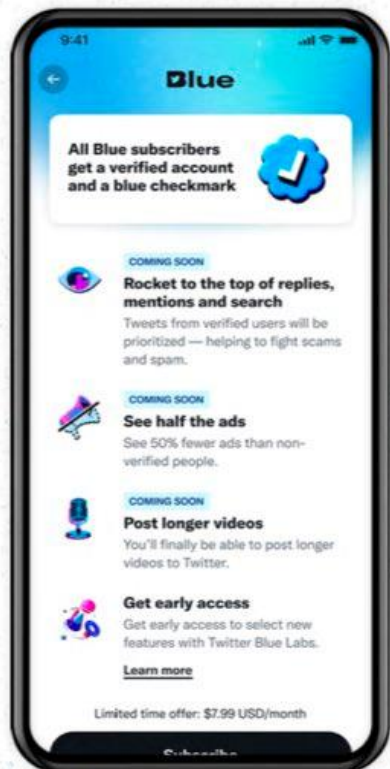 9:41
Blue
All Blue subscribers
get a verified account
and a blue checkmark
COMING SOON
Rocket to the top of replies,
mentions and search
Tweets from verified users will be
prioritized — helping to fight scams
and spam.
COMING SOON
See half the ads
See 50% fewer ads than non-
verified people.
COMING SOON
Post longer videos
You'll finally be able to post longer
videos to Twitter.
Get early access
Get early access to select new
features with Twitter Blue Labs.
Learn more
Limited time offer: $7.99 USD/month
Subscribe